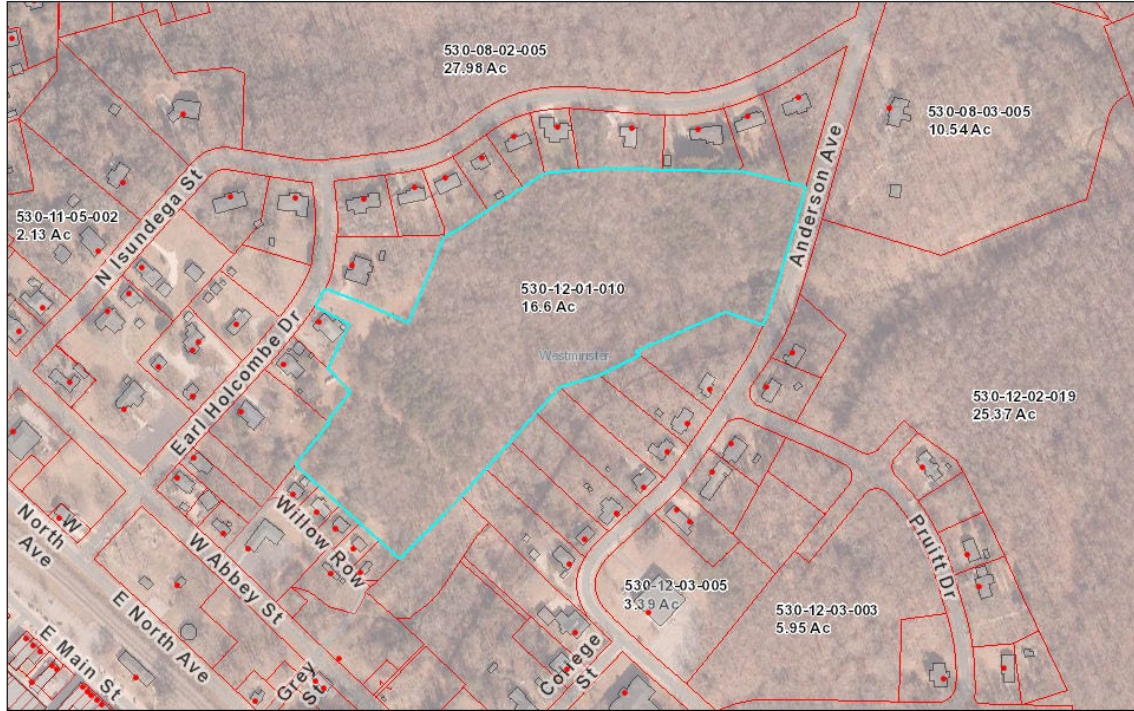 530-08-02-005
27.98 Ac
530-08-03-005
10.54 Ac
Anderson Ave
530-11-05-002
2.13 Ac
N Isundega St
530-12-01-010
16.6 Ac
Westminster
Earl Holcombe Dr
530-12-02-019
25.37 Ac
Willow Row
W
North
Ave
W Abbey St
Pruitt Dr
530-12-03-005
3.39 Ac
530-12-03-003
5.95 Ac
E North Ave
E Main St
Grey
St
College
St